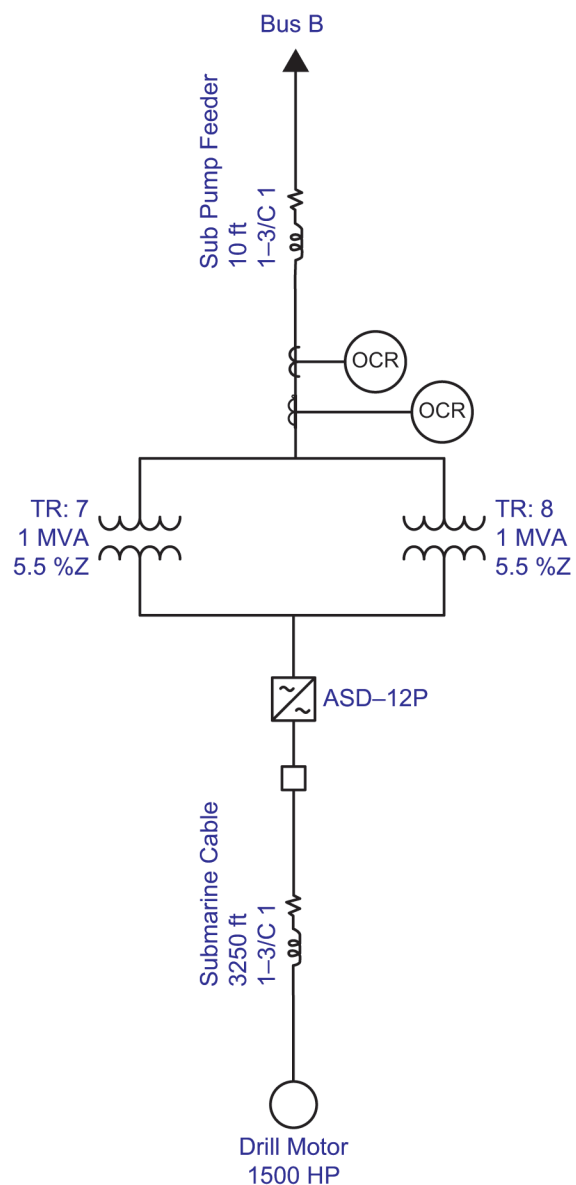 Bus B
Sub Pump Feeder
10 ft
1–3/C 1
OCR
OCR
TR: 7
1 MVA
5.5 %Z
TR: 8
1 MVA
5.5 %Z
ASD–12P
Submarine Cable
3250 ft
1–3/C 1
Drill Motor
1500 HP